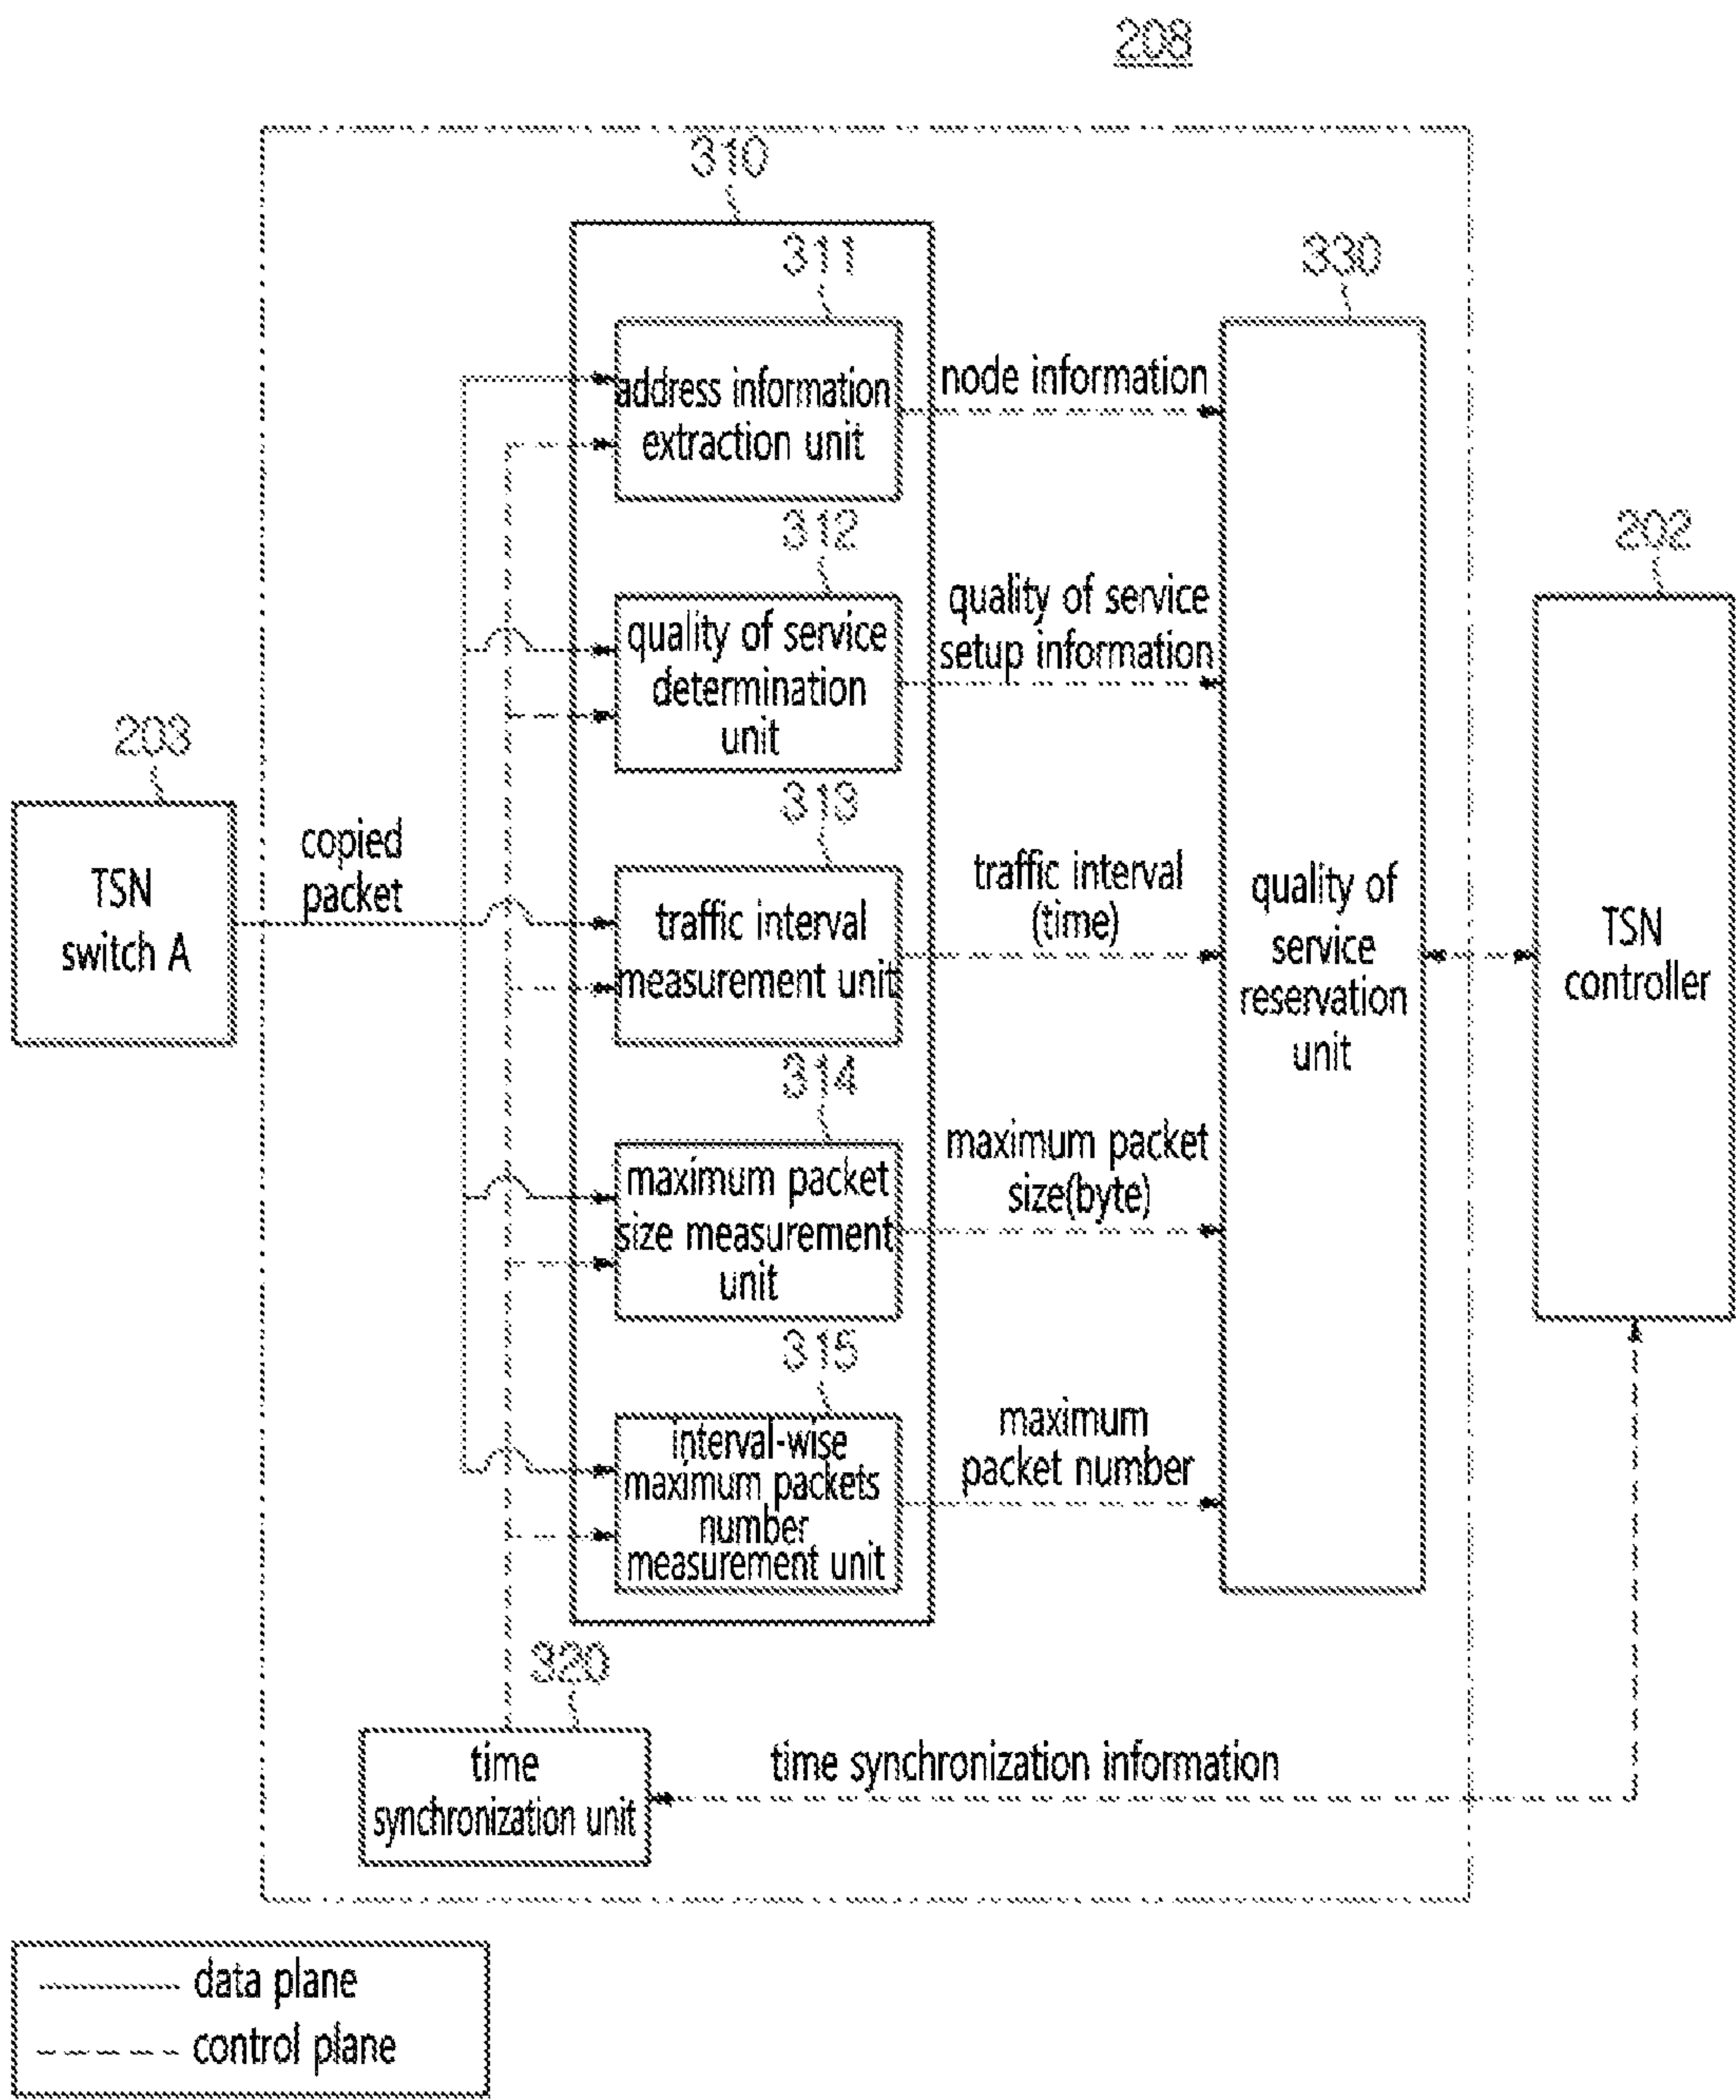 208
310
311
330
address information
extraction unit
node information
312
202
quality of service
determination
unit
quality of service
setup information
203
313
TSN
switch A
copied
packet
traffic interval
measurement unit
traffic interval
(time)
quality of
service
reservation
unit
TSN
controller
314
maximum packet
size measurement
unit
maximum packet
size(byte)
315
interval-wise
maximum packets
number
measurement unit
maximum
packet number
320
time
synchronization unit
time synchronization information
data plane
control plane